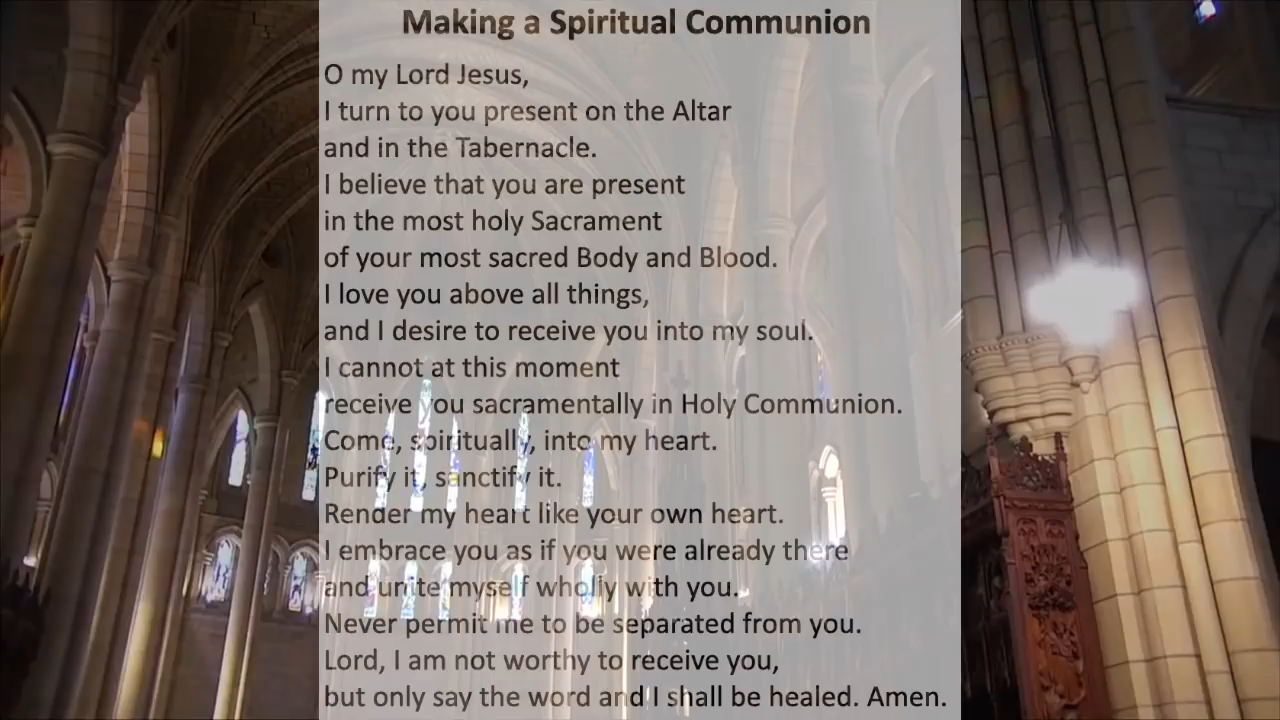 Making a Spiritual Communion
O my Lord Jesus,
I turn to you present on the Altar
and in the Tabernacle.
I believe that you are present
in the most holy Sacrament
of your most sacred Body and Blood.
I love you above all things,
and I desire to receive you into my soul.
I cannot at this moment
receive you sacramentally in Holy Communion.
Come, spiritually, into my heart.
Purify it, sanctify it.
Render my heart like your own heart.
I embrace you as if you were already there
and unite myself wholly with you.
Never permit me to be separated from you.
Lord, I am not worthy to receive you,
but only say the word and I shall be healed. Amen.